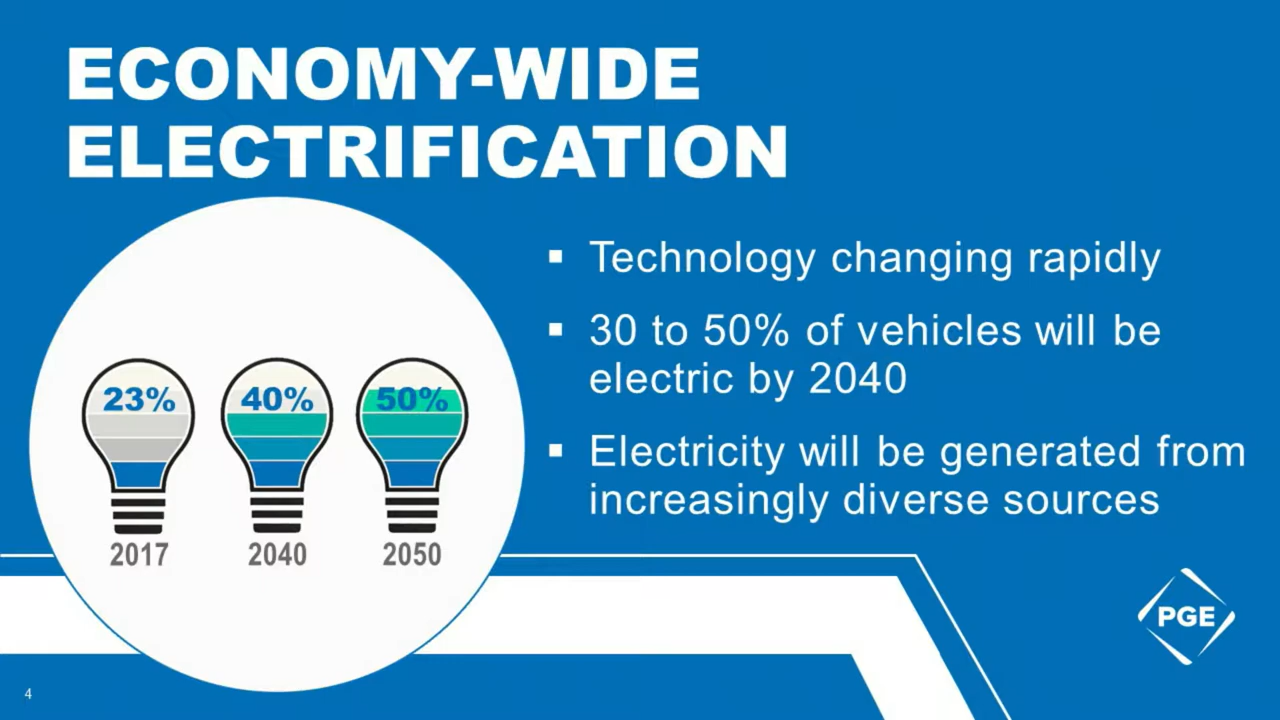 ECONOMY-WIDE
ELECTRIFICATION
23% 40% 50%
2017 2040 2050
▪ Technology changing rapidly
▪ 30 to 50% of vehicles will be
electric by 2040
▪ Electricity will be generated from
increasingly diverse sources
PGE
4